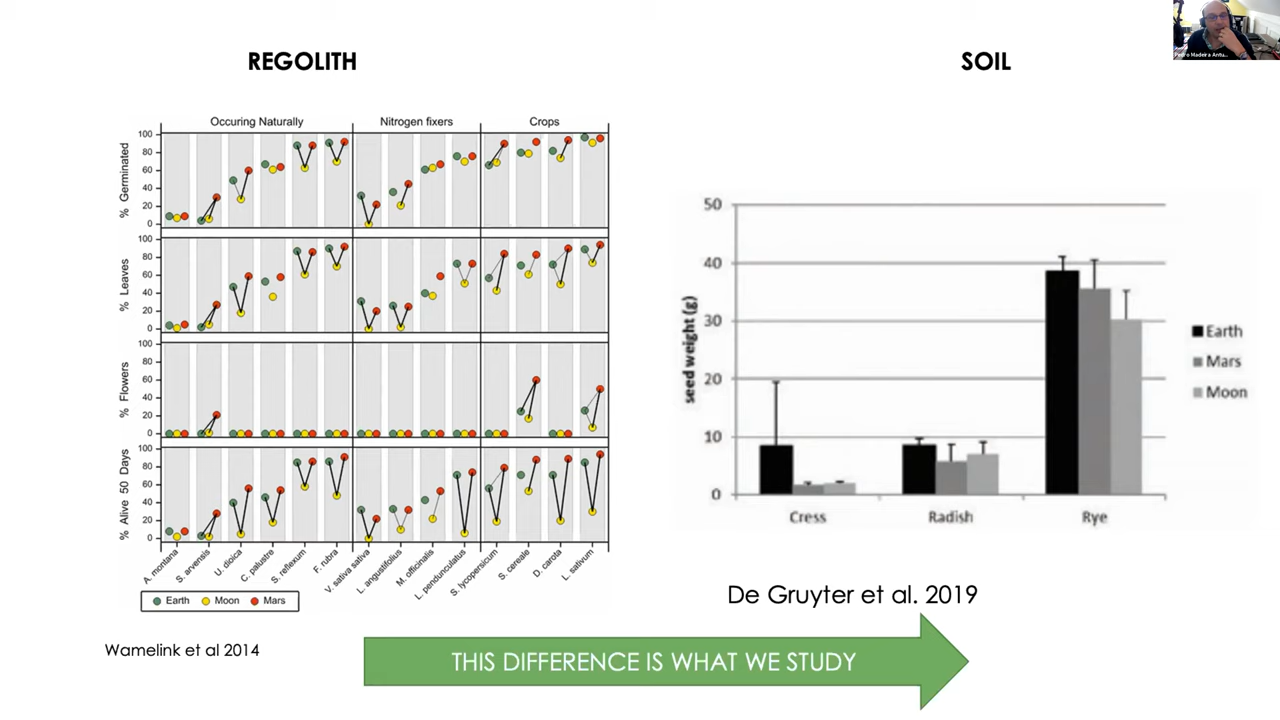 REGOLITH
SOIL
Pedro Madeira Antu...
Occuring Naturally
Nitrogen fixers
Crops
% Germinated
100
80
60
40
20
0
% Leaves
100
80
60
40
20
0
% Flowers
100
80
60
40
20
0
% Alive 50 Days
100
80
60
40
20
0
A. montana
S. arvensis
U. dioica
C. palustre
S. reflexum
F. rubra
V. sativa sativa
L. angustifolius
M. officinalis
L. pendunculatus
S. lycopersicum
S. cereale
D. carota
L. sativum
Earth
Moon
Mars
seed weight (g)
50
40
30
20
10
0
Cress
Radish
Rye
Earth
Mars
Moon
De Gruyter et al. 2019
Wamelink et al 2014
THIS DIFFERENCE IS WHAT WE STUDY